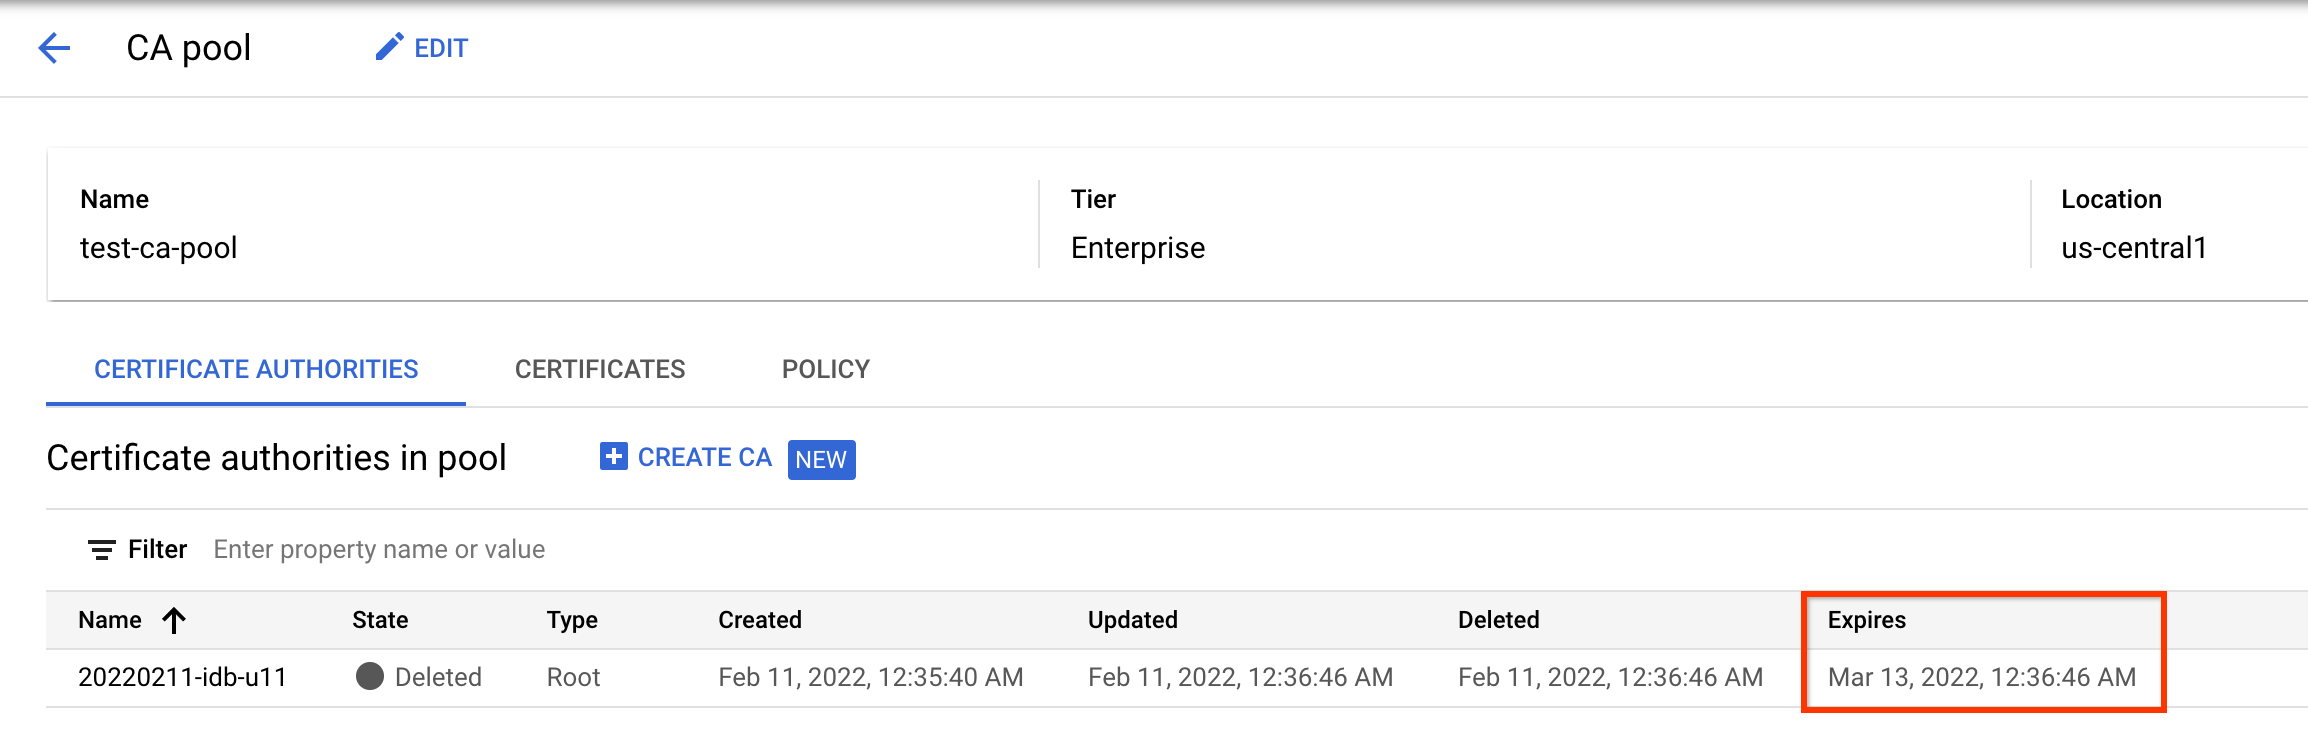 CA pool EDIT
Name Tier Location
test-ca-pool Enterprise us-central1
CERTIFICATE AUTHORITIES CERTIFICATES POLICY
Certificate authorities in pool CREATE CA NEW
Filter Enter property name or value
Name State Type Created Updated Deleted Expires
20220211-idb-u11 Deleted Root Feb 11, 2022, 12:35:40 AM Feb 11, 2022, 12:36:46 AM Feb 11, 2022, 12:36:46 AM Mar 13, 2022, 12:36:46 AM